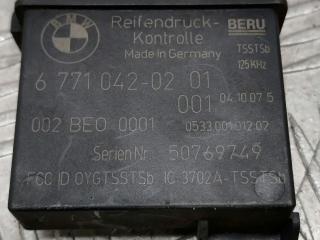 BMW
Reifendruck-
Kontrolle
Made in Germany
BERU
TSSTSb
125KHz
6 771 042-02 01
001 04.10.07 5
002 BE0 0001 0533 001 012 02
Serien Nr. 50769749
FCC ID OYGTSSTSb IC 3702A-TSSTSb